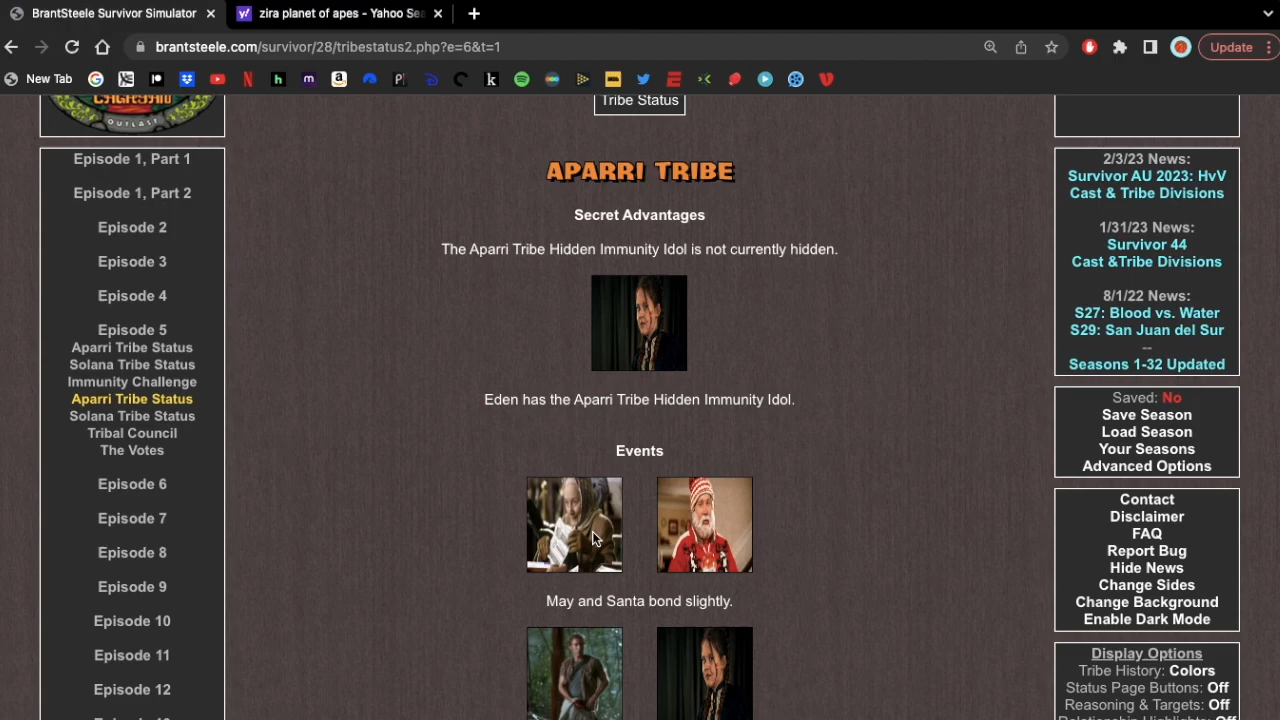 BrantSteele Survivor Simulator
zira planet of apes - Yahoo Sea
brantsteele.com/survivor/28/tribestatus2.php?e=6&t=1
Update
New Tab
CAGAYAN
OUTLAST
Tribe Status
Episode 1, Part 1
Episode 1, Part 2
Episode 2
Episode 3
Episode 4
Episode 5
Aparri Tribe Status
Solana Tribe Status
Immunity Challenge
Aparri Tribe Status
Solana Tribe Status
Tribal Council
The Votes
Episode 6
Episode 7
Episode 8
Episode 9
Episode 10
Episode 11
Episode 12
APARRI TRIBE
Secret Advantages
The Aparri Tribe Hidden Immunity Idol is not currently hidden.
Eden has the Aparri Tribe Hidden Immunity Idol.
Events
May and Santa bond slightly.
2/3/23 News:
Survivor AU 2023: HvV
Cast & Tribe Divisions
1/31/23 News:
Survivor 44
Cast &Tribe Divisions
8/1/22 News:
S27: Blood vs. Water
S29: San Juan del Sur
--
Seasons 1-32 Updated
Saved: No
Save Season
Load Season
Your Seasons
Advanced Options
Contact
Disclaimer
FAQ
Report Bug
Hide News
Change Sides
Change Background
Enable Dark Mode
Display Options
Tribe History: Colors
Status Page Buttons: Off
Reasoning & Targets: Off
Relationship Highlights: Off